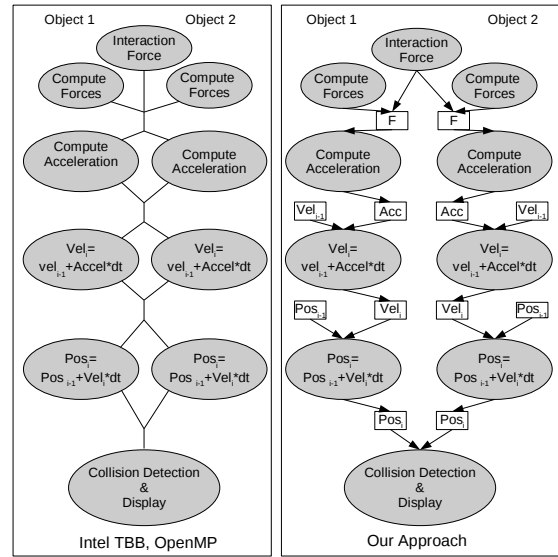 Object 1
Object 2
Interaction
Force
Compute
Forces
Compute
Forces
Compute
Acceleration
Compute
Acceleration
Vel_i=
vel_i-1+Accel*dt
Vel_i=
vel_i-1+Accel*dt
Pos_i=
Pos_i-1+Vel_i*dt
Pos_i=
Pos_i-1+Vel_i*dt
Collision Detection
&
Display
Intel TBB, OpenMP
Object 1
Object 2
Interaction
Force
Compute
Forces
Compute
Forces
F
F
Compute
Acceleration
Compute
Acceleration
Vel_i-1
Acc
Acc
Vel_i-1
Vel_i=
vel_i-1+Accel*dt
Vel_i=
vel_i-1+Accel*dt
Pos_i-1
Vel_i
Vel_i
Pos_i-1
Pos_i=
Pos_i-1+Vel_i*dt
Pos_i=
Pos_i-1+Vel_i*dt
Pos_i
Pos_i
Collision Detection
&
Display
Our Approach